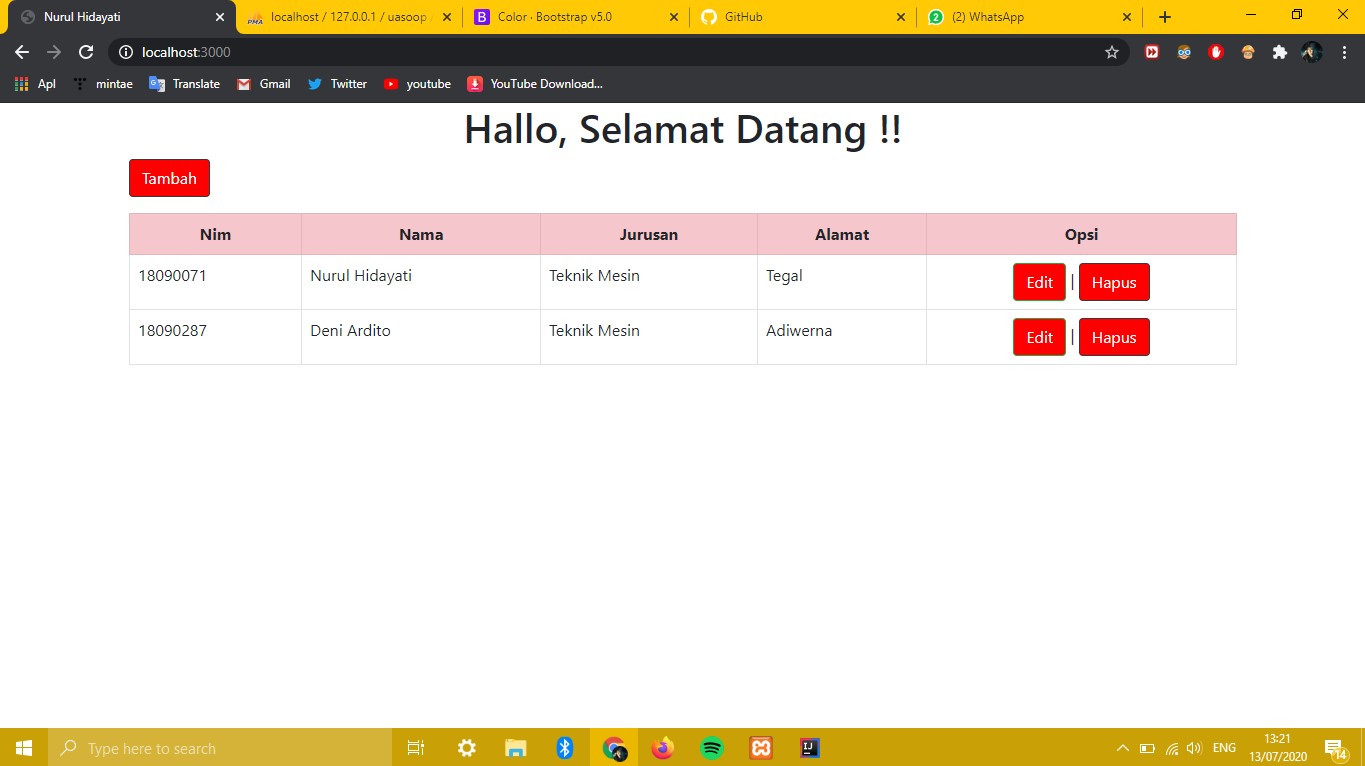 Nurul Hidayati
localhost / 127.0.0.1 / uasoop
Color · Bootstrap v5.0
GitHub
(2) WhatsApp
localhost:3000
Apl
mintae
Translate
Gmail
Twitter
youtube
YouTube Download...
Hallo, Selamat Datang !!
Tambah
Nim Nama Jurusan Alamat Opsi
18090071 Nurul Hidayati Teknik Mesin Tegal Edit | Hapus
18090287 Deni Ardito Teknik Mesin Adiwerna Edit | Hapus
Type here to search
ENG
13:21
13/07/2020
14